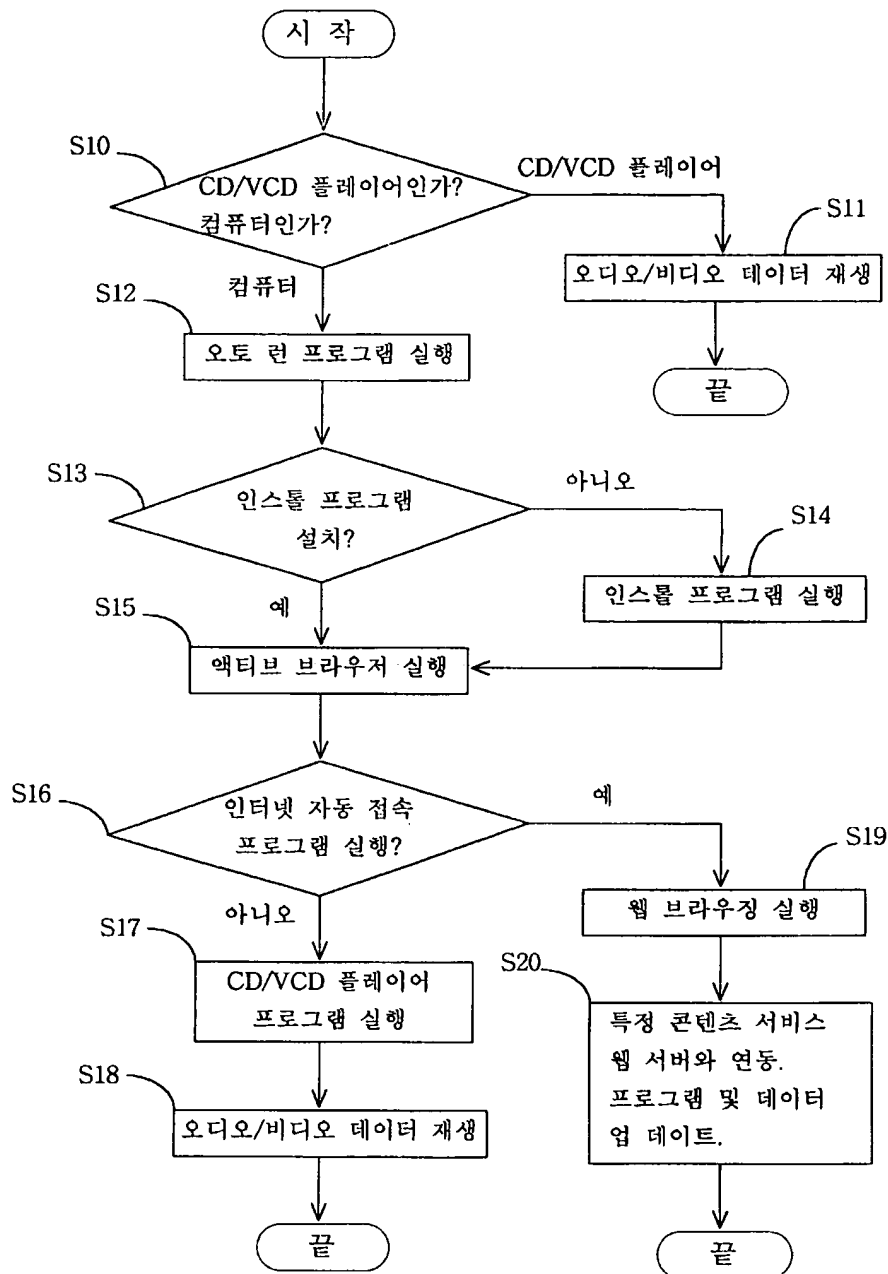 시 작
S10
CD/VCD 플레이어인가?
컴퓨터인가?
CD/VCD 플레이어
S11
오디오/비디오 데이터 재생
끝
컴퓨터
S12
오토 런 프로그램 실행
S13
인스톨 프로그램
설치?
아니오
S14
인스톨 프로그램 실행
예
S15
액티브 브라우저 실행
S16
인터넷 자동 접속
프로그램 실행?
예
S19
웹 브라우징 실행
아니오
S17
CD/VCD 플레이어
프로그램 실행
S20
특정 콘텐츠 서비스
웹 서버와 연동.
프로그램 및 데이터
업 데이트.
S18
오디오/비디오 데이터 재생
끝
끝